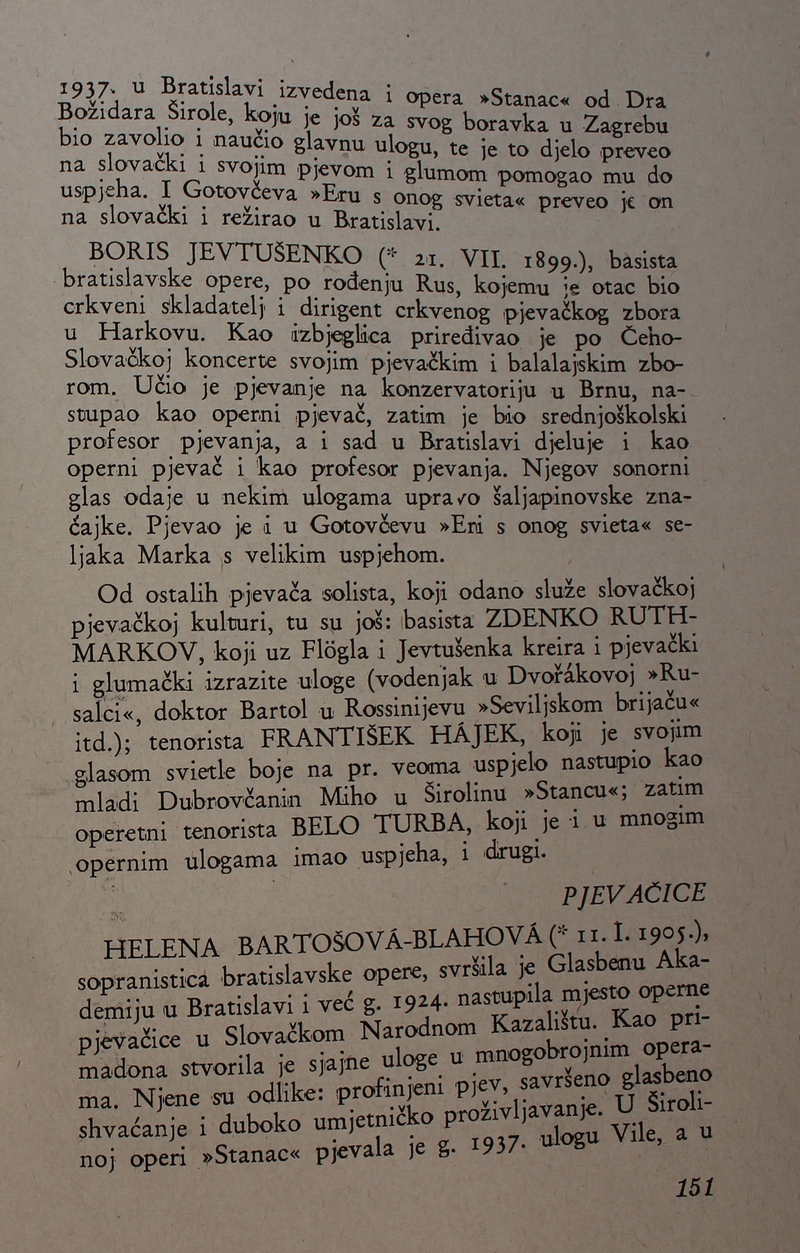 1937. u Bratislavi izvedena i opera »Stanac« od Dra
Božidara Širole, koju je još za svog boravka u Zagrebu
bio zavolio i naučio glavnu ulogu, te je to djelo preveo
na slovački i svojim pjevom i glumom pomogao mu do
uspjeha. I Gotovčeva »Eru s onog svieta« preveo je on
na slovački i režirao u Bratislavi.
BORIS JEVTUŠENKO (* 21. VII. 1899.), basista
bratislavske opere, po rođenju Rus, kojemu je otac bio
crkveni skladatelj i dirigent crkvenog pjevačkog zbora
u Harkovu. Kao izbjeglica priređivao je po Čeho-
Slovačkoj koncerte svojim pjevačkim i balalajskim zbo-
rom. Učio je pjevanje na konzervatoriju u Brnu, na-
stupao kao operni pjevač, zatim je bio srednjoškolski
profesor pjevanja, a i sad u Bratislavi djeluje i kao
operni pjevač i kao profesor pjevanja. Njegov sonorni
glas odaje u nekim ulogama upravo šaljapinovske zna-
čajke. Pjevao je i u Gotovčevu »Eri s onog svieta« se-
ljaka Marka s velikim uspjehom.
Od ostalih pjevača solista, koji odano služe slovačkoj
pjevačkoj kulturi, tu su još: basista ZDENKO RUTH-
MARKOV, koji uz Flögla i Jevtušenka kreira i pjevački
i glumački izrazite uloge (vodenjak u Dvořákovoj »Ru-
salci«, doktor Bartol u Rossinijevu »Seviljskom brijaču«
itd.); tenorista FRANTIŠEK HÁJEK, koji je svojim
glasom svietle boje na pr. veoma uspjelo nastupio kao
mladi Dubrovčanin Miho u Širolinu »Stancu«; zatim
operetni tenorista BELO TURBA, koji je i u mnogim
opernim ulogama imao uspjeha, i drugi.
PJEVAČICE
HELENA BARTOŠOVÁ-BLAHOVÁ (* 11. I. 1905.),
sopranistica bratislavske opere, svršila je Glasbenu Aka-
demiju u Bratislavi i već g. 1924. nastupila mjesto operne
pjevačice u Slovačkom Narodnom Kazalištu. Kao pri-
madona stvorila je sjajne uloge u mnogobrojnim opera-
ma. Njene su odlike: profinjeni pjev, savršeno glasbeno
shvaćanje i duboko umjetničko proživljavanje. U Široli-
noj operi »Stanac« pjevala je g. 1937. ulogu Vile, a u
151